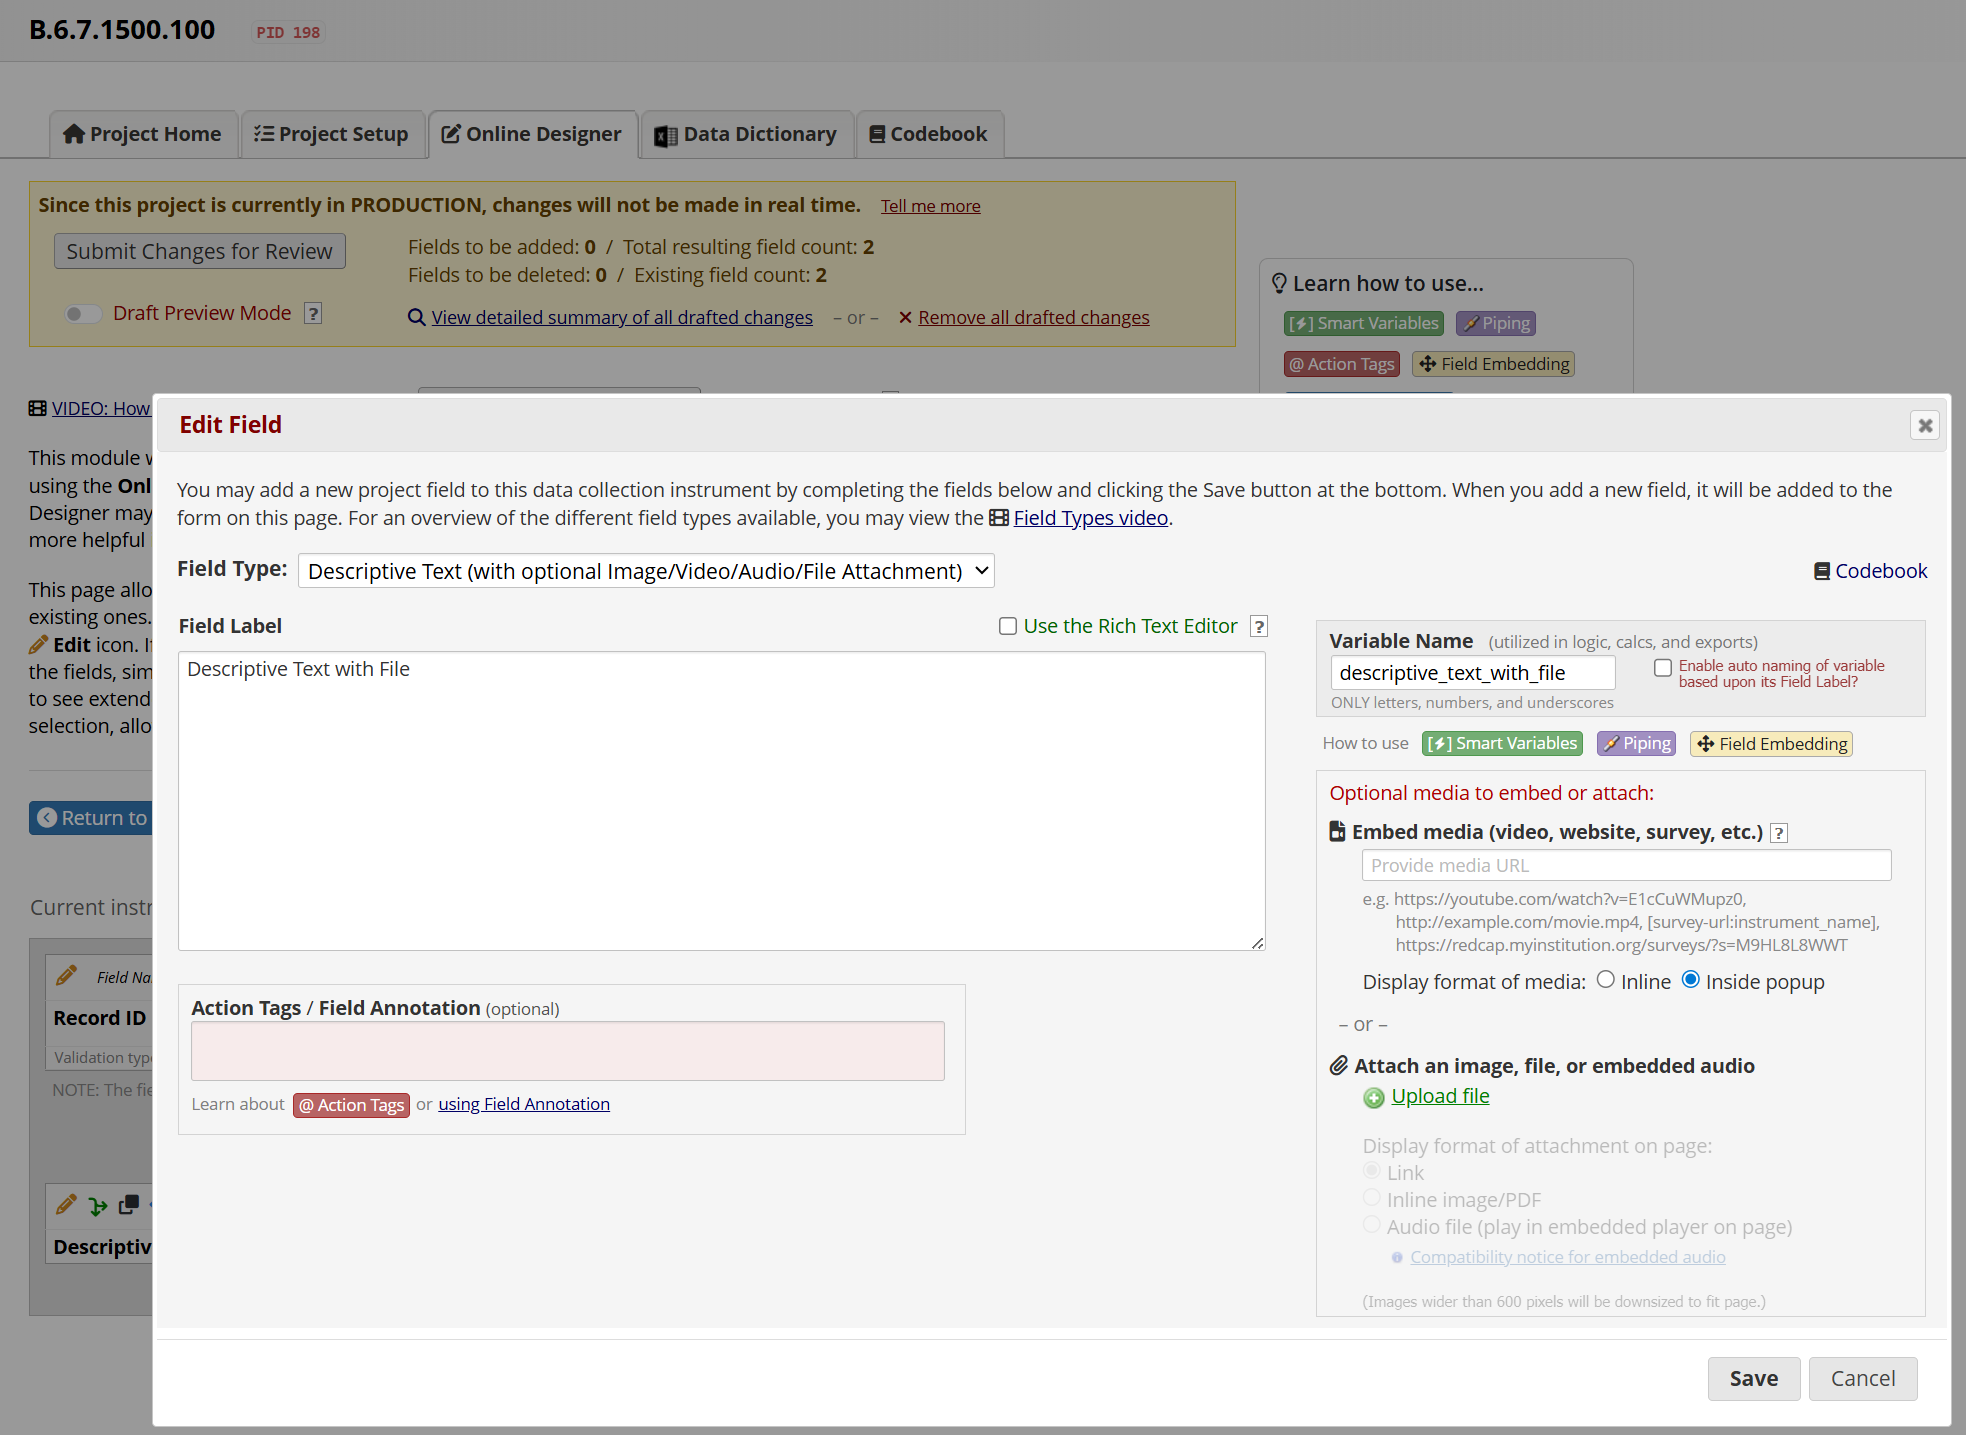 B.6.7.1500.100 PID 198
Project Home Project Setup Online Designer Data Dictionary Codebook
Since this project is currently in PRODUCTION, changes will not be made in real time. Tell me more
Submit Changes for Review
Fields to be added: 0 / Total resulting field count: 2
Fields to be deleted: 0 / Existing field count: 2
Draft Preview Mode ?
View detailed summary of all drafted changes – or – Remove all drafted changes
Learn how to use...
[⚡] Smart Variables Piping
@ Action Tags Field Embedding
VIDEO: How
This module
using the Onl
Designer may
more helpful
This page allo
existing ones.
Edit icon. I
the fields, sim
to see extend
selection, allo
Return to
Current instr
Field Na
Record ID
Validation typ
NOTE: The fie
Descriptiv
Edit Field
You may add a new project field to this data collection instrument by completing the fields below and clicking the Save button at the bottom. When you add a new field, it will be added to the
form on this page. For an overview of the different field types available, you may view the Field Types video.
Field Type: Descriptive Text (with optional Image/Video/Audio/File Attachment)
Codebook
Field Label
Use the Rich Text Editor ?
Descriptive Text with File
Action Tags / Field Annotation (optional)
Learn about @ Action Tags or using Field Annotation
Variable Name (utilized in logic, calcs, and exports)
descriptive_text_with_file
Enable auto naming of variable
based upon its Field Label?
ONLY letters, numbers, and underscores
How to use [⚡] Smart Variables Piping Field Embedding
Optional media to embed or attach:
Embed media (video, website, survey, etc.) ?
Provide media URL
e.g. https://youtube.com/watch?v=E1cCuWMupz0,
http://example.com/movie.mp4, [survey-url:instrument_name],
https://redcap.myinstitution.org/surveys/?s=M9HL8L8WWT
Display format of media: Inline Inside popup
– or –
Attach an image, file, or embedded audio
Upload file
Display format of attachment on page:
Link
Inline image/PDF
Audio file (play in embedded player on page)
Compatibility notice for embedded audio
(Images wider than 600 pixels will be downsized to fit page.)
Save Cancel